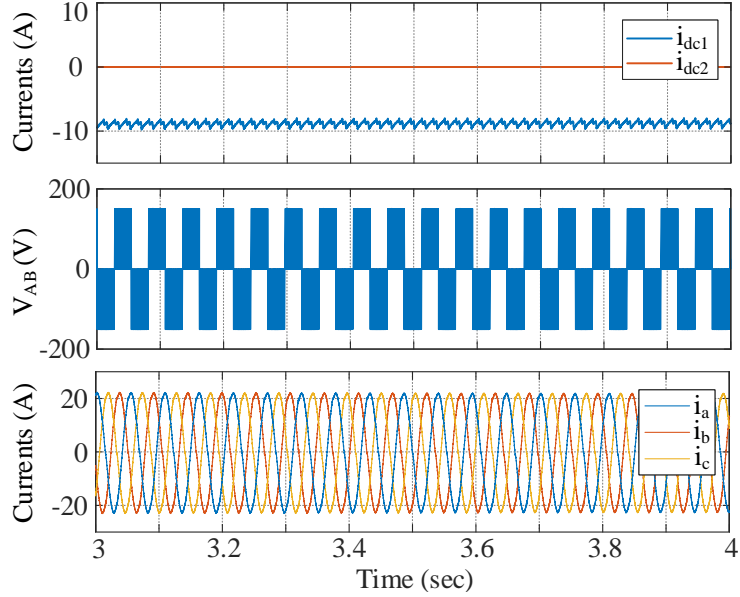 10
0
-10
Currents (A)
i_dc1
i_dc2
200
0
-200
V_AB (V)
20
0
-20
Currents (A)
i_a
i_b
i_c
3
3.2
3.4
3.6
3.8
4
Time (sec)